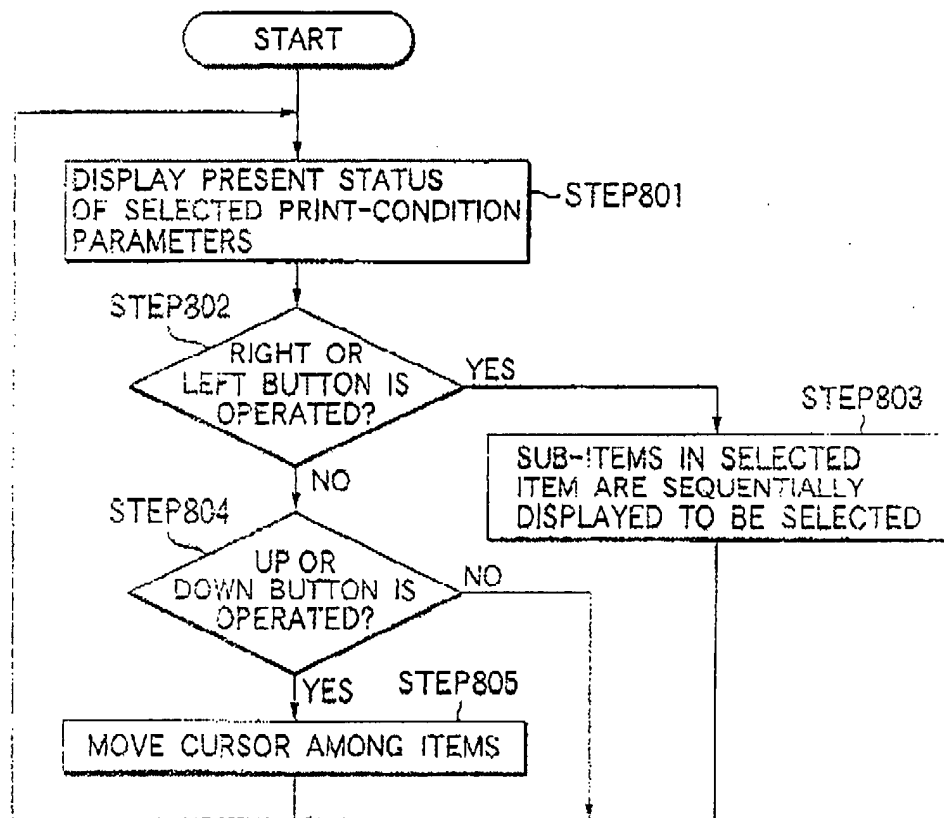 START
DISPLAY PRESENT STATUS
OF SELECTED PRINT-CONDITION
PARAMETERS
STEP801
STEP802
RIGHT OR
LEFT BUTTON IS
OPERATED?
YES
NO
STEP803
SUB-ITEMS IN SELECTED
ITEM ARE SEQUENTIALLY
DISPLAYED TO BE SELECTED
STEP804
UP OR
DOWN BUTTON IS
OPERATED?
NO
YES
STEP805
MOVE CURSOR AMONG ITEMS